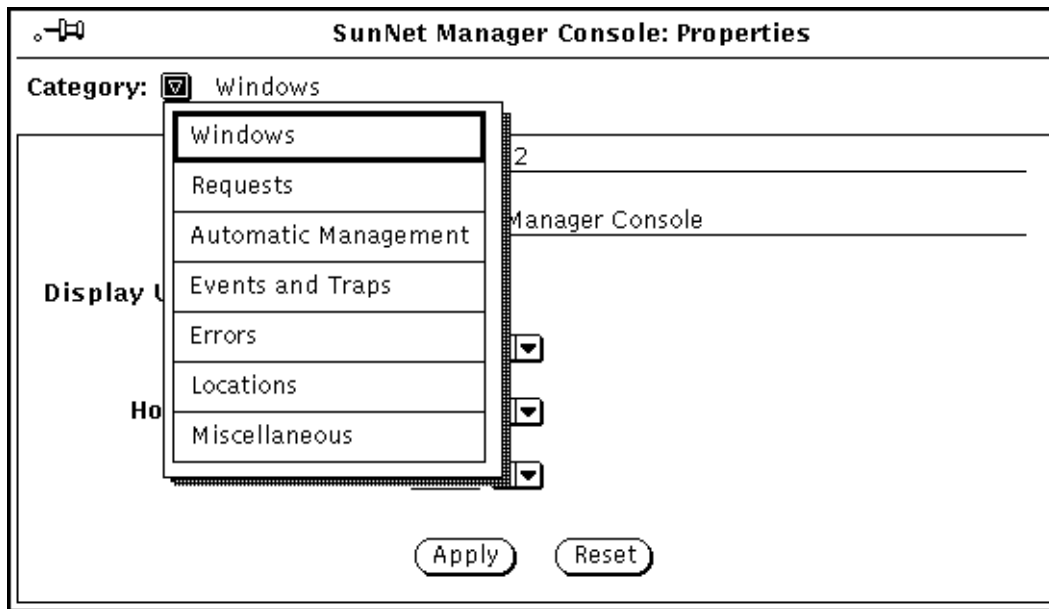 SunNet Manager Console: Properties
Category: Windows
Windows
2
Requests
Manager Console
Automatic Management
Display
Events and Traps
Errors
Locations
Ho
Miscellaneous
Apply Reset